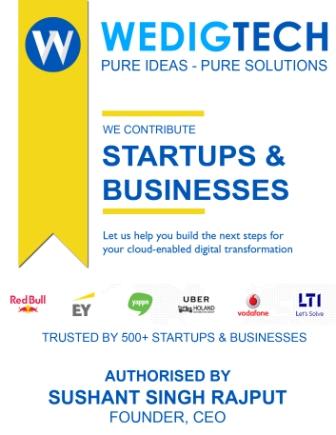 W
WEDIGTECH
PURE IDEAS - PURE SOLUTIONS
WE CONTRIBUTE
STARTUPS &
BUSINESSES
Let us help you build the next steps for
your cloud-enabled digital transformation
Red Bull
EY
yappn
UBER
HOLAND
vodafone
LTI
Let's Solve
TRUSTED BY 500+ STARTUPS & BUSINESSES
AUTHORISED BY
SUSHANT SINGH RAJPUT
FOUNDER, CEO